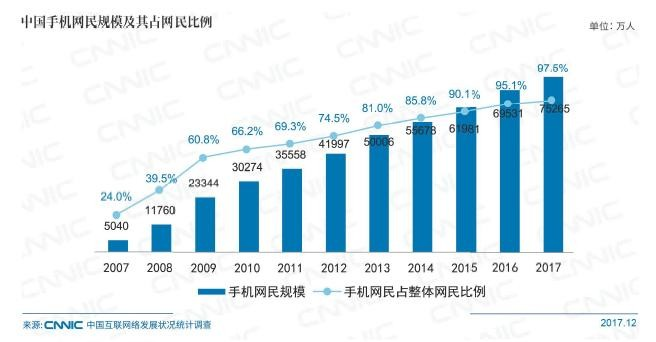 中国手机网民规模及其占网民比例
单位：万人
24.0% 39.5% 60.8% 66.2% 69.3% 74.5% 81.0% 85.8% 90.1% 95.1% 97.5%
5040 11760 23344 30274 35558 41997 50006 55678 61981 69531 75265
2007 2008 2009 2010 2011 2012 2013 2014 2015 2016 2017
手机网民规模 手机网民占整体网民比例
来源：CNNIC 中国互联网络发展状况统计调查
2017.12